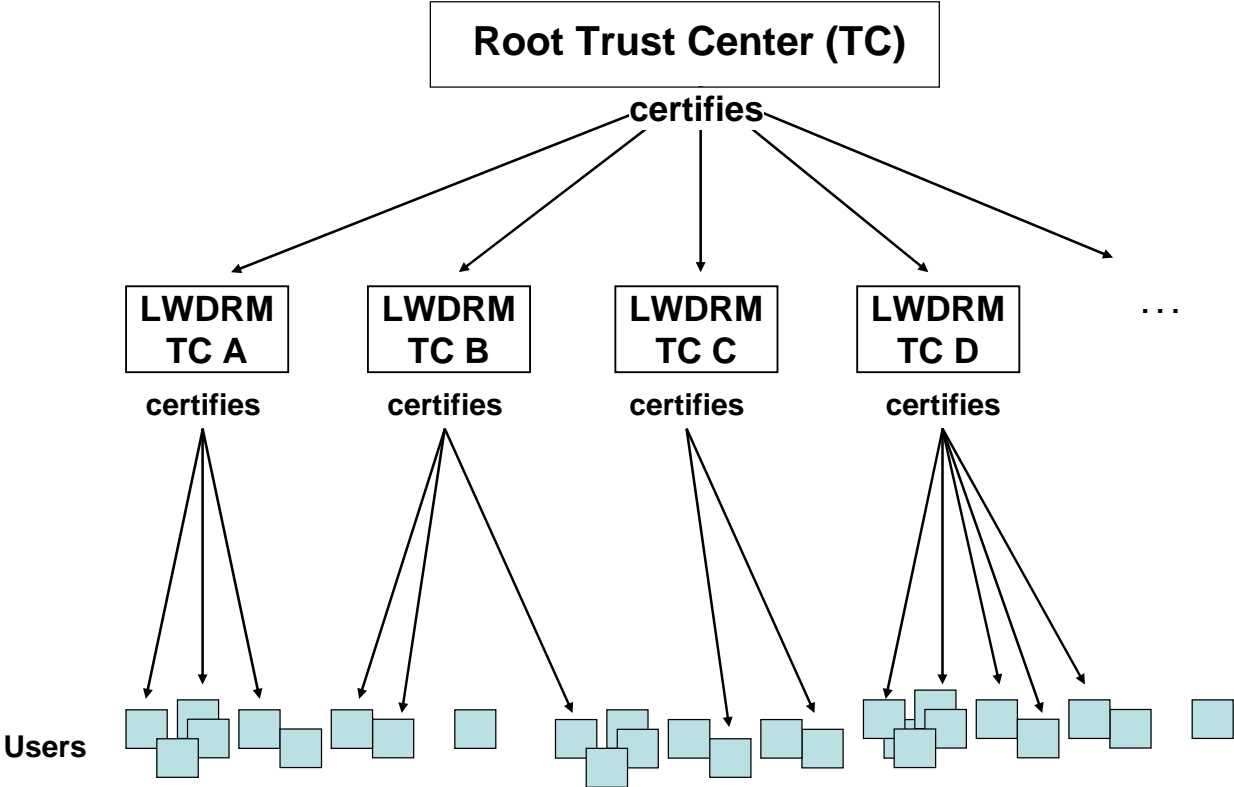 Root Trust Center (TC)
certifies
LWDRM
TC A
LWDRM
TC B
LWDRM
TC C
LWDRM
TC D
...
certifies
certifies
certifies
certifies
Users